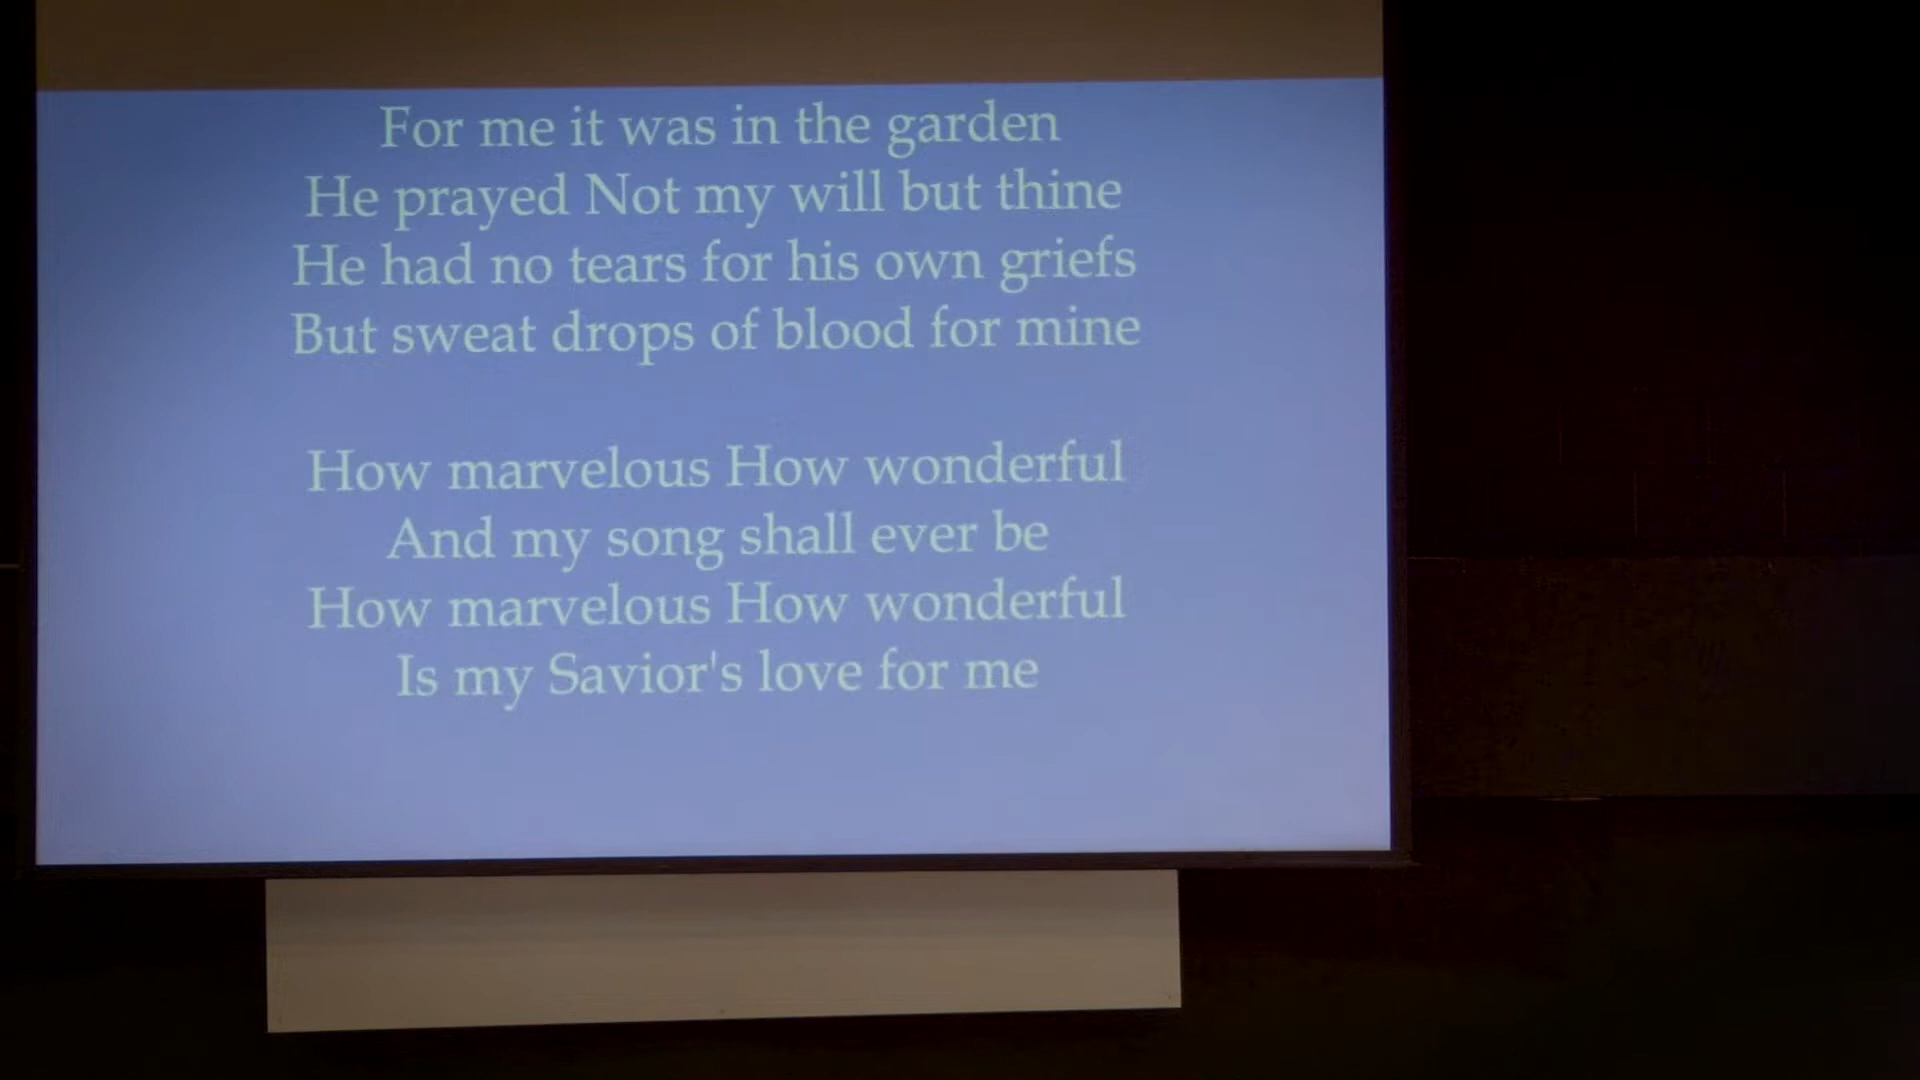 For me it was in the garden
He prayed Not my will but thine
He had no tears for his own griefs
But sweat drops of blood for mine
How marvelous How wonderful
And my song shall ever be
How marvelous How wonderful
Is my Savior's love for me